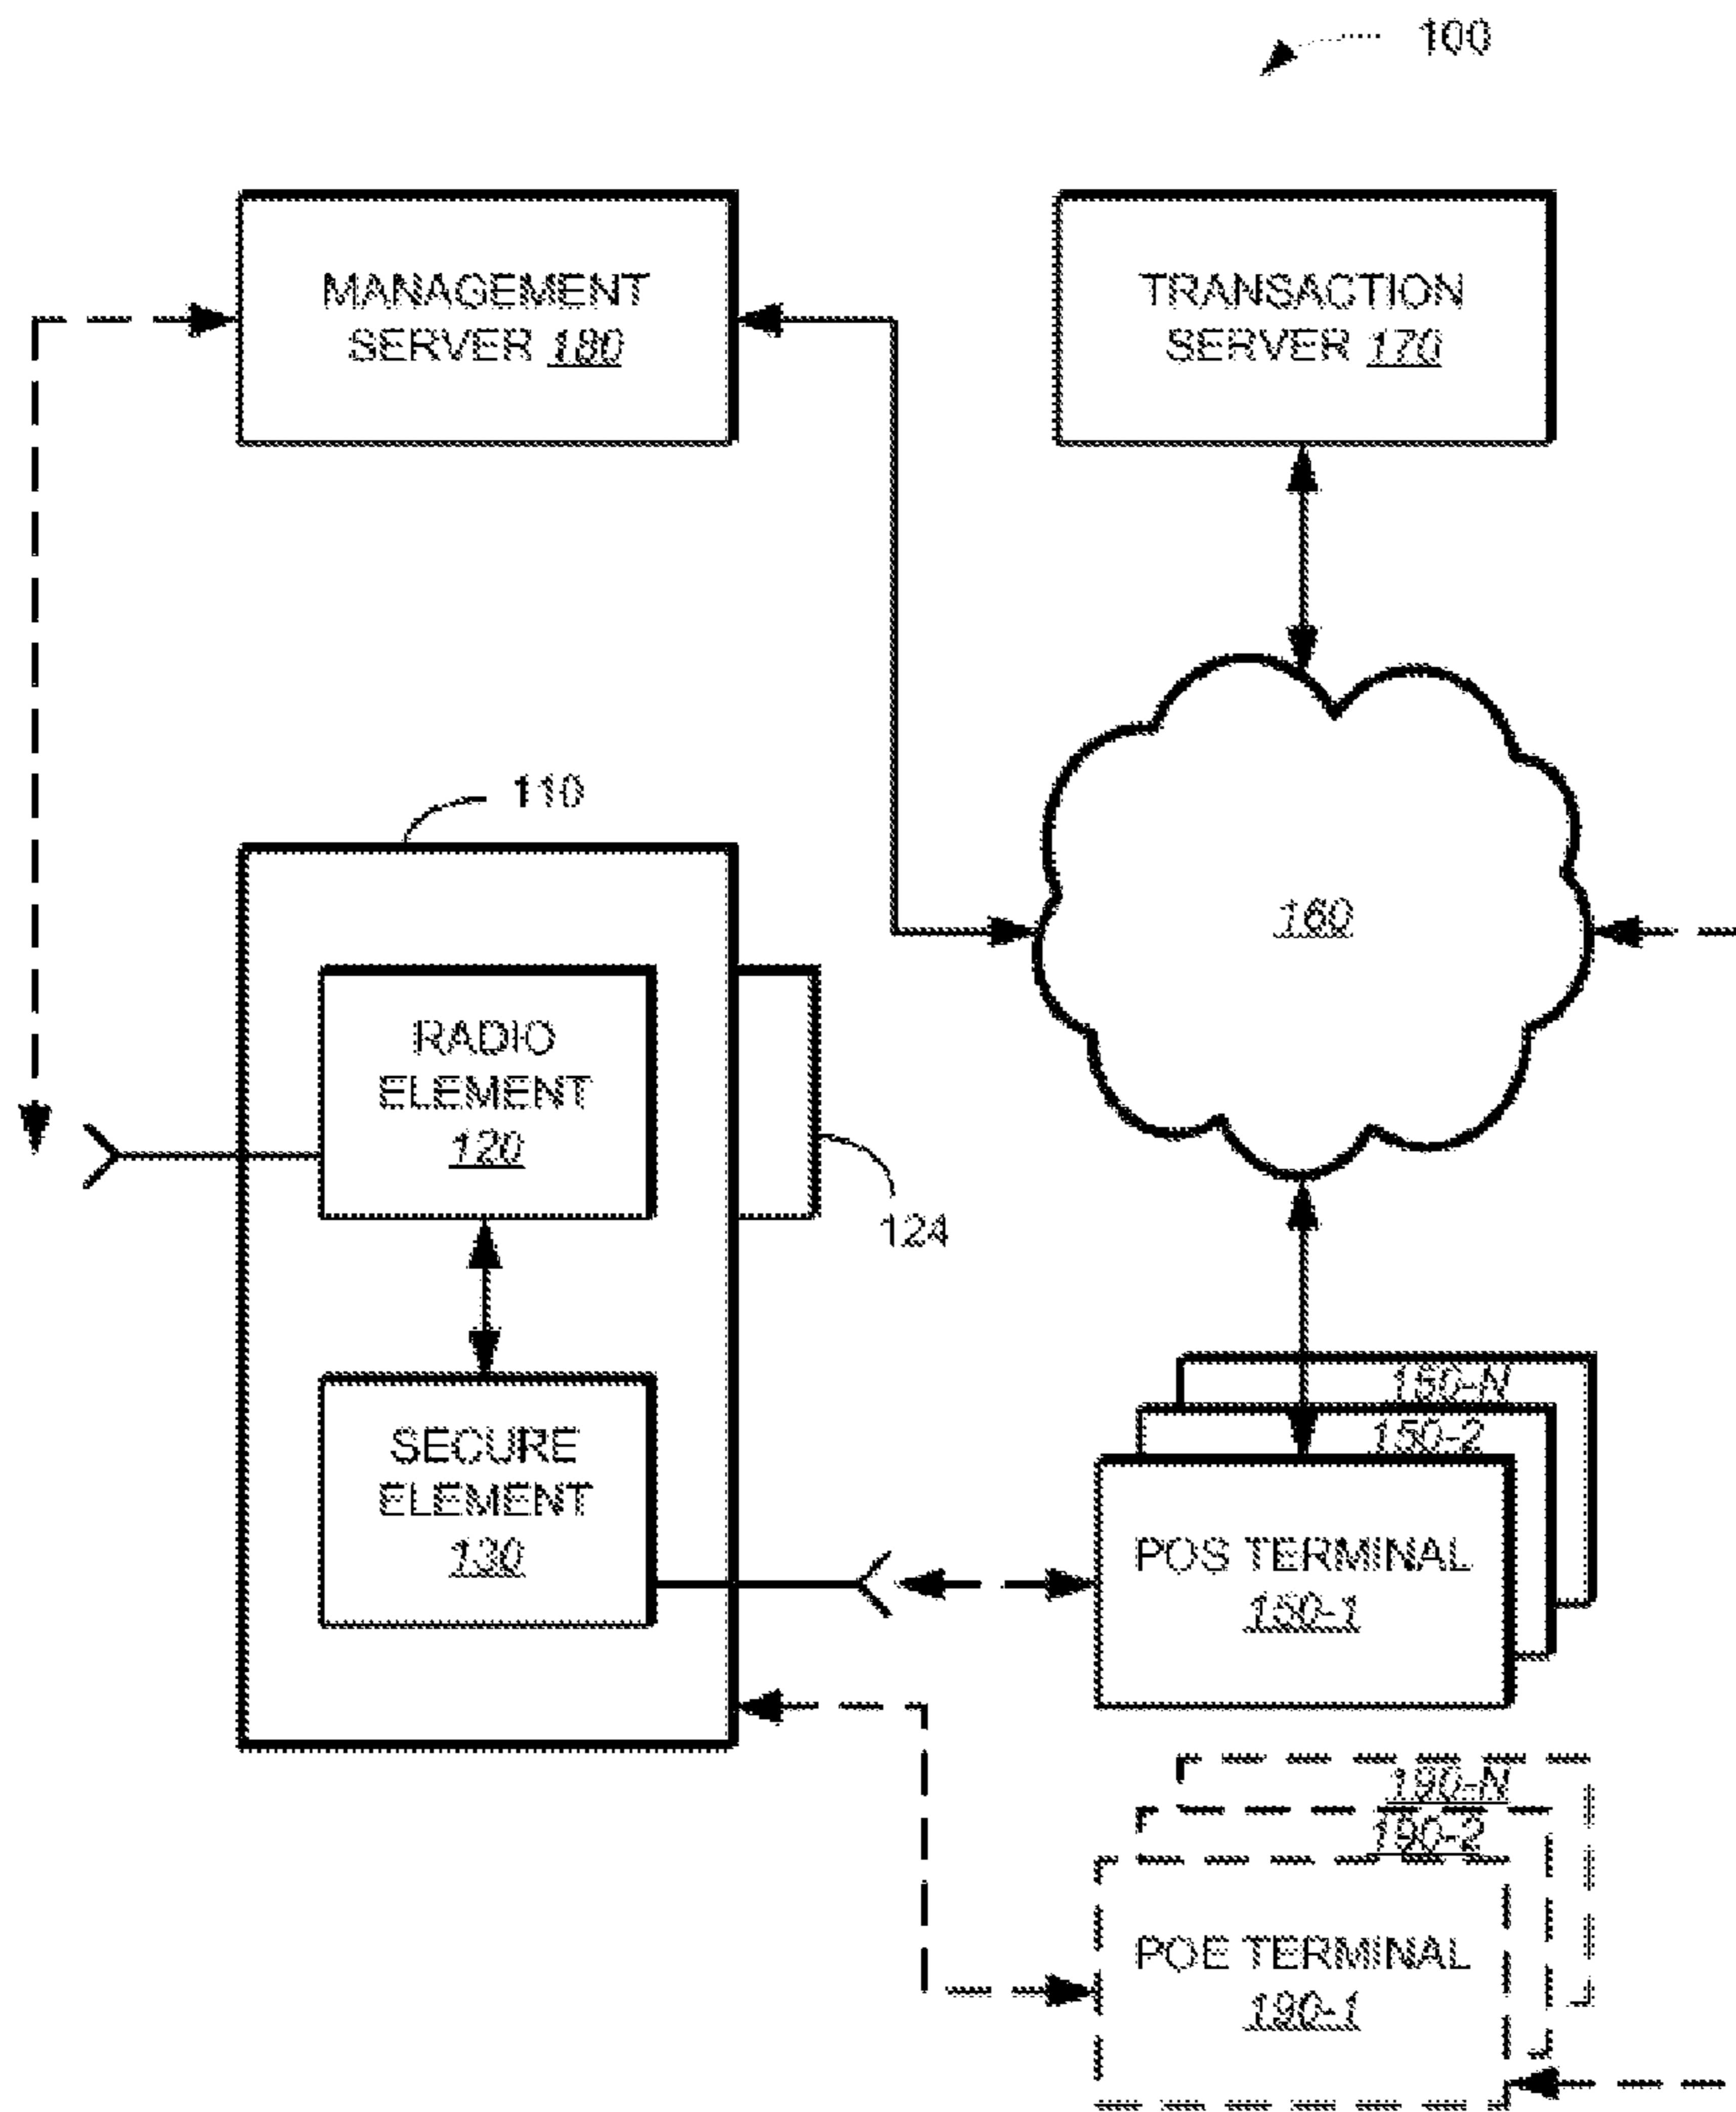 100
MANAGEMENT
SERVER 180
TRANSACTION
SERVER 170
110
160
RADIO
ELEMENT
120
124
SECURE
ELEMENT
130
150-N
150-2
POS TERMINAL
150-1
190-N
190-2
POE TERMINAL
190-1